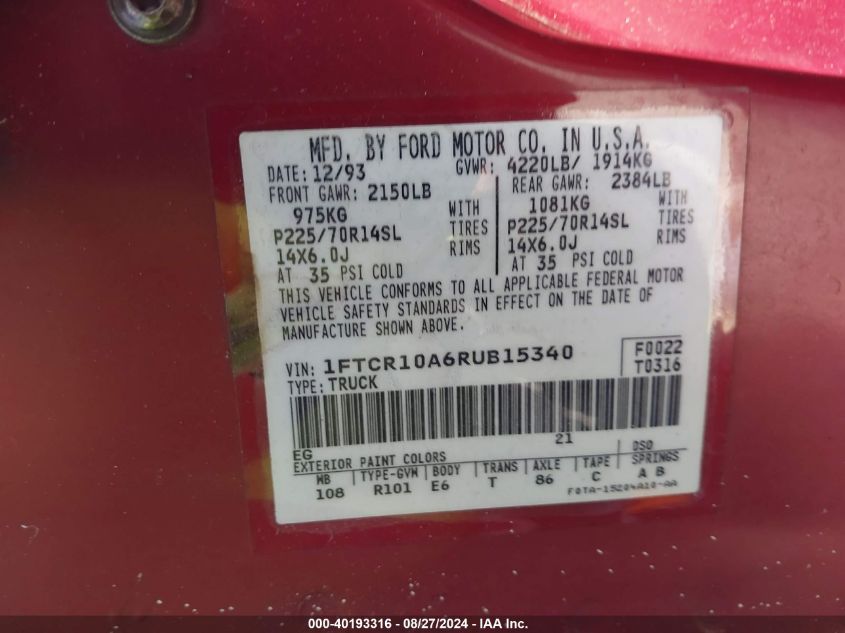 MFD. BY FORD MOTOR CO. IN U.S.A.
DATE: 12/93 GVWR: 4220LB/ 1914KG
FRONT GAWR: 2150LB REAR GAWR: 2384LB
975KG WITH 1081KG WITH
P225/70R14SL TIRES P225/70R14SL TIRES
14X6.0J RIMS 14X6.0J RIMS
AT 35 PSI COLD AT 35 PSI COLD
THIS VEHICLE CONFORMS TO ALL APPLICABLE FEDERAL MOTOR
VEHICLE SAFETY STANDARDS IN EFFECT ON THE DATE OF
MANUFACTURE SHOWN ABOVE.
VIN: 1FTCR10A6RUB15340 F0022
TYPE: TRUCK T0316
EG 21
EXTERIOR PAINT COLORS DSO
WB TYPE-GVM BODY TRANS AXLE TAPE SPRINGS
108 R101 E6 T 86 C A B
F0TA-15204A10-AA
000-40193316 - 08/27/2024 - IAA Inc.